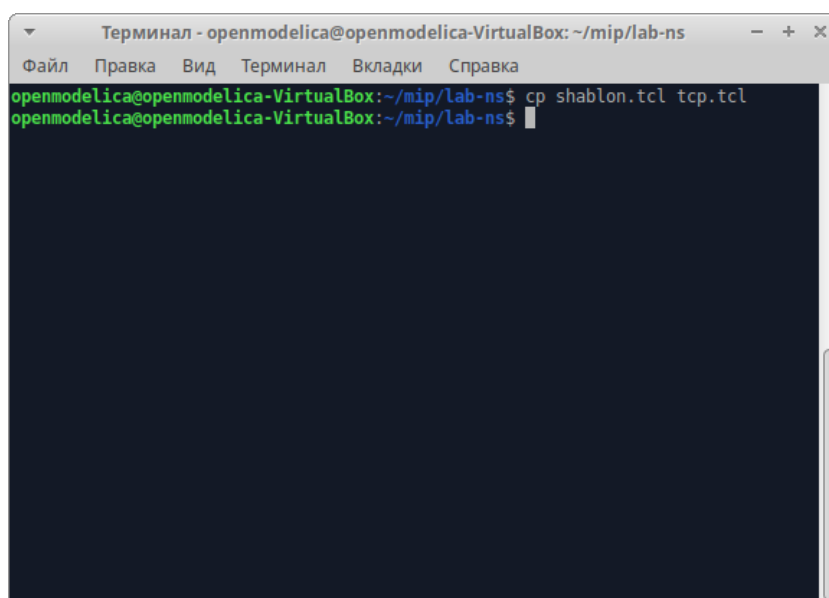 Терминал - openmodelica@openmodelica-VirtualBox: ~/mip/lab-ns
Файл Правка Вид Терминал Вкладки Справка
openmodelica@openmodelica-VirtualBox:~/mip/lab-ns$ cp shablon.tcl tcp.tcl
openmodelica@openmodelica-VirtualBox:~/mip/lab-ns$